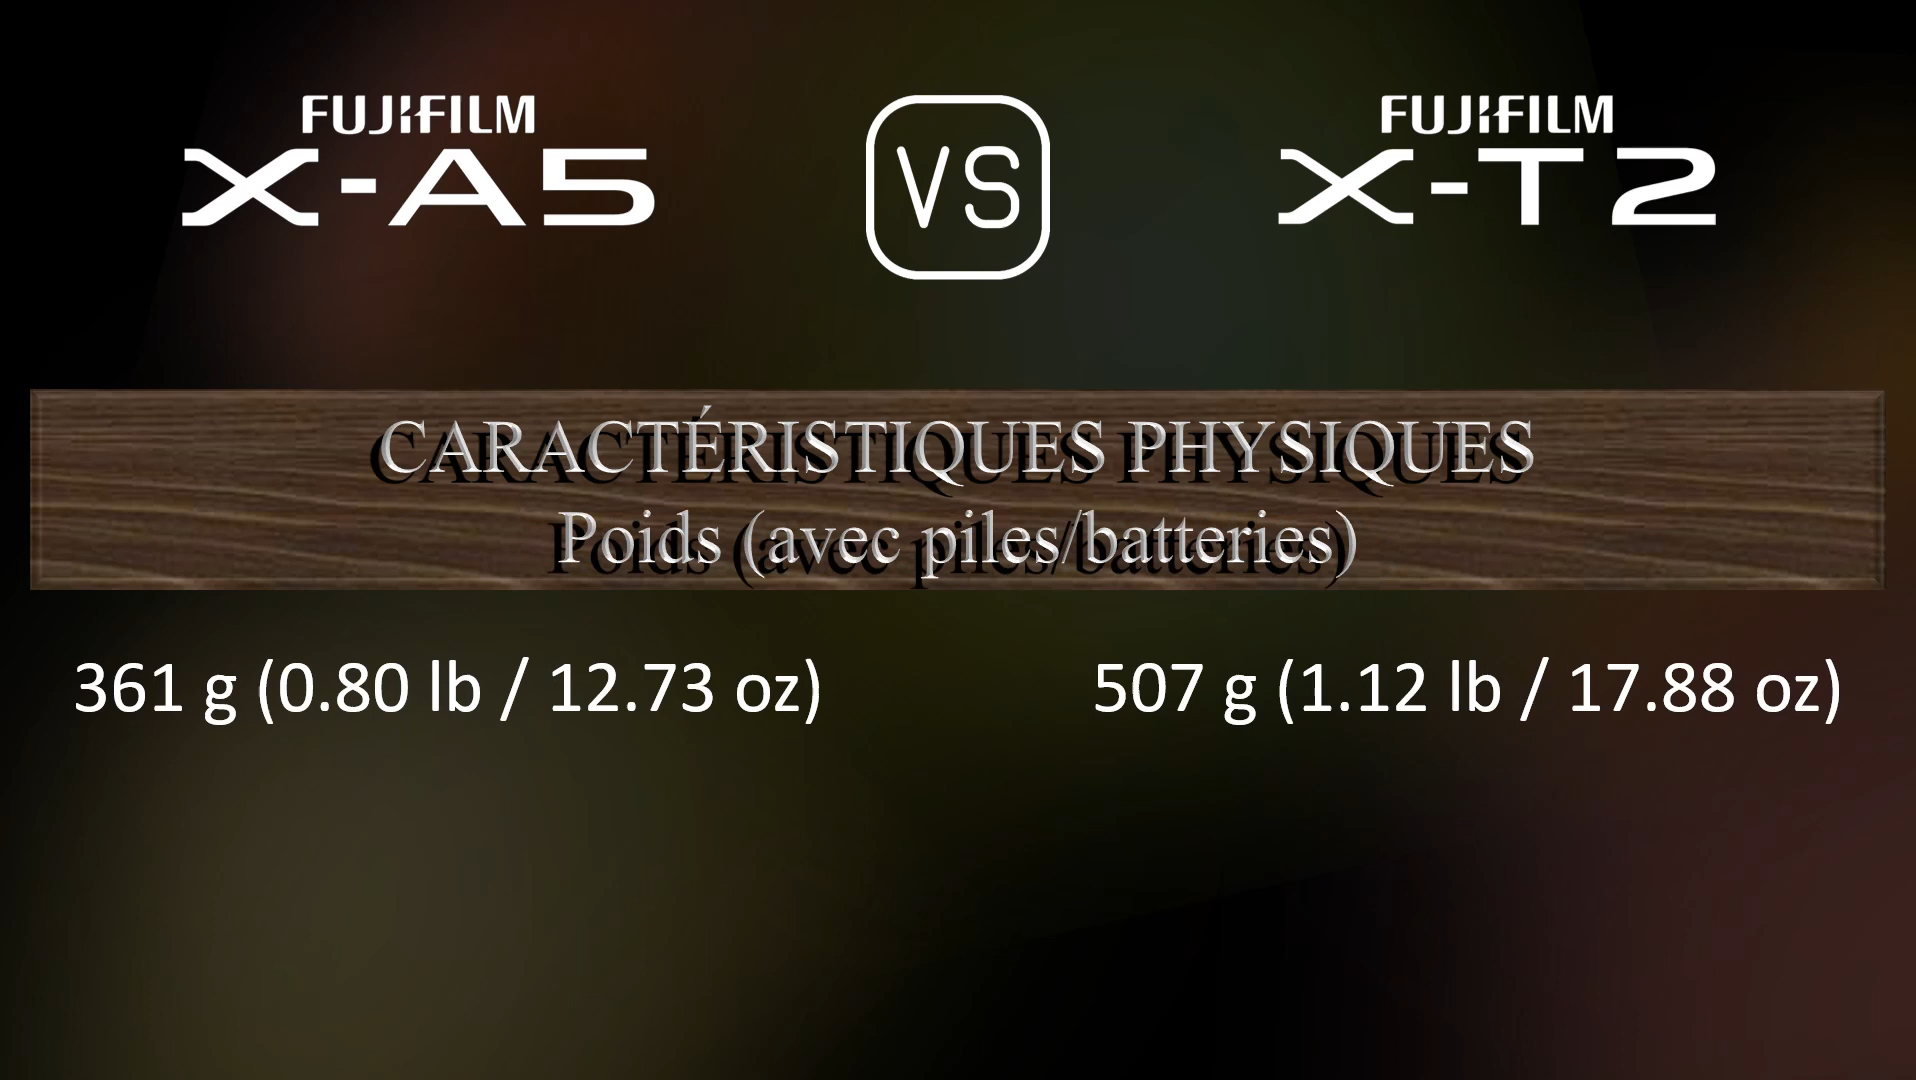 FUJIFILM
X-A5
VS
FUJIFILM
X-T2
CARACTÉRISTIQUES PHYSIQUES
Poids (avec piles/batteries)
361 g (0.80 lb / 12.73 oz)
507 g (1.12 lb / 17.88 oz)